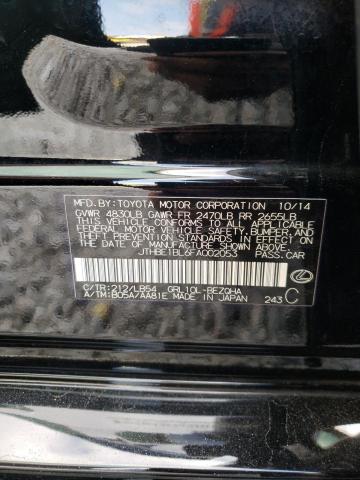 MFD.BY:TOYOTA MOTOR CORPORATION 10/14
GVWR 4830LB GAWR FR 2470LB RR 2655LB
THIS VEHICLE CONFORMS TO ALL APPLICABLE
FEDERAL MOTOR VEHICLE SAFETY, BUMPER, AND
THEFT PREVENTION STANDARDS IN EFFECT ON
THE DATE OF MANUFACTURE SHOWN ABOVE.
JTHBE1BL6FA002053 PASS.CAR
C/TR:212/LB54 GRL10L-BEZQHA
A/TM:B05A/AA81E MADE IN JAPAN 243 C